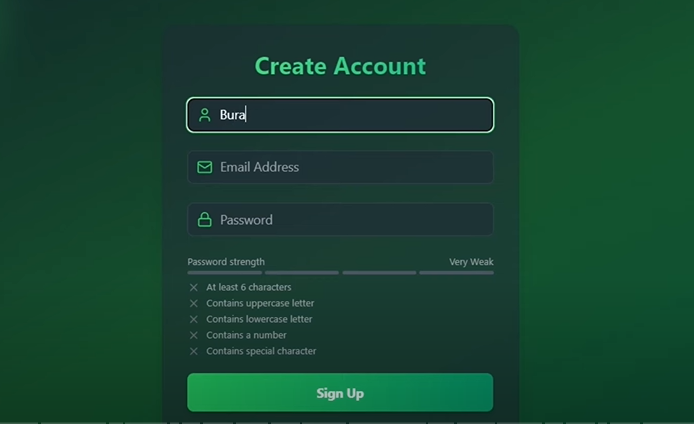 Create Account
Bura
Email Address
Password
Password strength Very Weak
At least 6 characters
Contains uppercase letter
Contains lowercase letter
Contains a number
Contains special character
Sign Up